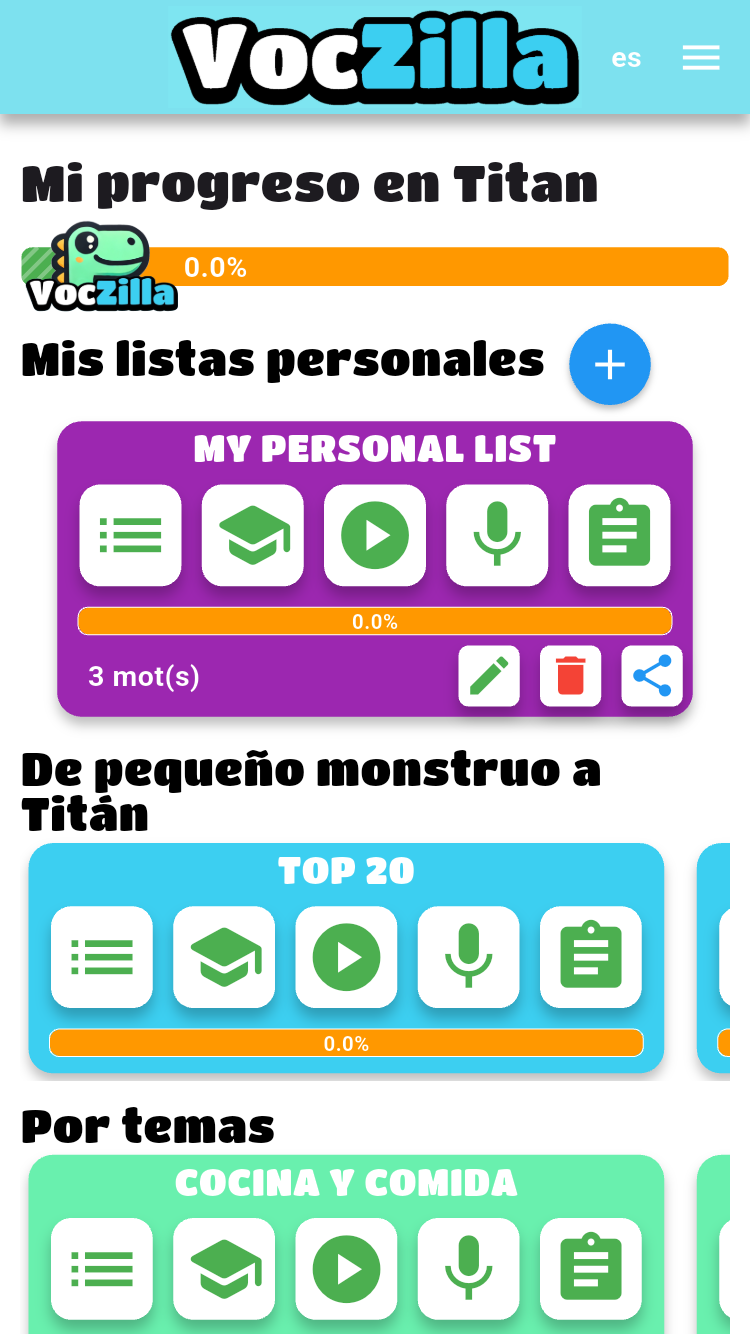 VocZilla
es
Mi progreso en Titan
0.0%
VocZilla
Mis listas personales
MY PERSONAL LIST
0.0%
3 mot(s)
De pequeño monstruo a
Titán
TOP 20
0.0%
Por temas
COCINA Y COMIDA